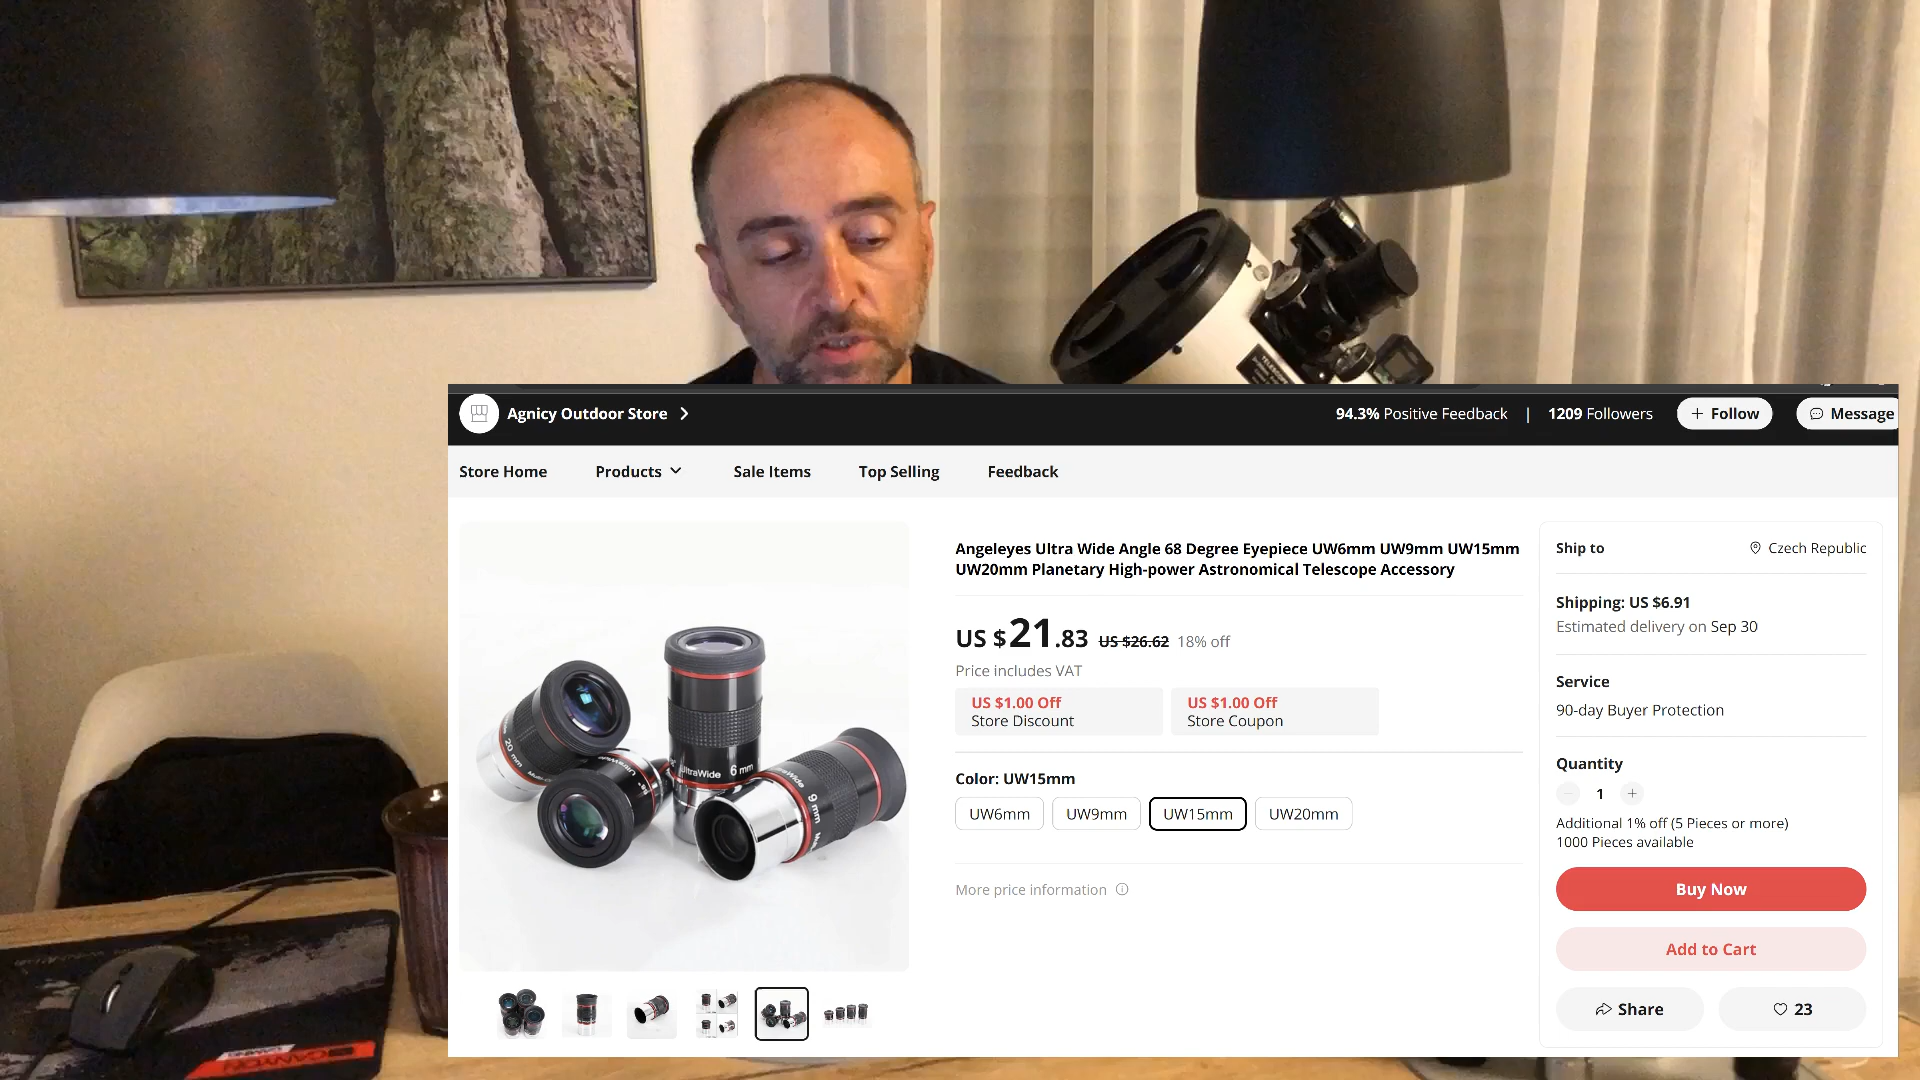 TELESCOPE
Agnicy Outdoor Store
94.3% Positive Feedback | 1209 Followers
+ Follow
Message
Store Home
Products
Sale Items
Top Selling
Feedback
Angeleyes Ultra Wide Angle 68 Degree Eyepiece UW6mm UW9mm UW15mm
UW20mm Planetary High-power Astronomical Telescope Accessory
US $21.83 US $26.62 18% off
Price includes VAT
US $1.00 Off
Store Discount
US $1.00 Off
Store Coupon
Color: UW15mm
UW6mm
UW9mm
UW15mm
UW20mm
More price information
20 mm
UltraWide
UltraWide 6 mm
UltraWide
9 mm
Ship to
Czech Republic
Shipping: US $6.91
Estimated delivery on Sep 30
Service
90-day Buyer Protection
Quantity
1
+
Additional 1% off (5 Pieces or more)
1000 Pieces available
Buy Now
Add to Cart
Share
23
CANYON